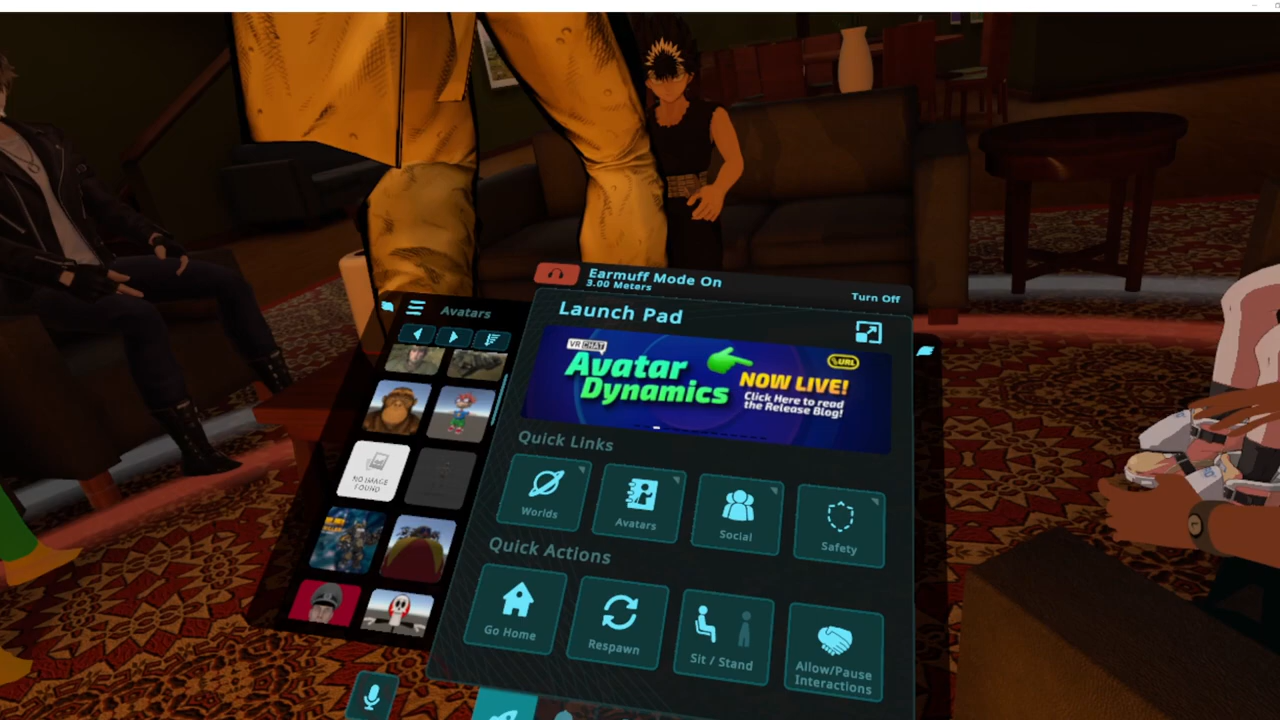 Earmuff Mode On
3.00 Meters
Turn Off
Avatars
Launch Pad
VRCHAT
Avatar
Dynamics
NOW LIVE!
Click Here to read
the Release Blog!
URL
NO IMAGE
FOUND
Quick Links
Worlds
Avatars
Social
Safety
Quick Actions
Go Home
Respawn
Sit / Stand
Allow/Pause
Interactions